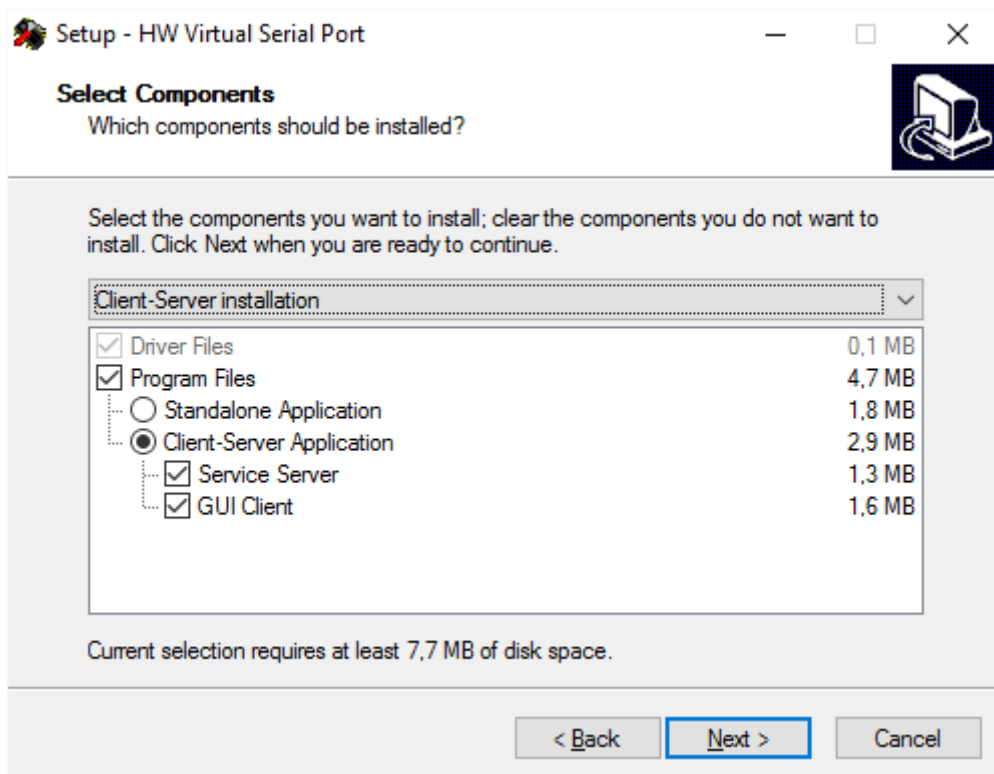 Setup - HW Virtual Serial Port
Select Components
Which components should be installed?
Select the components you want to install; clear the components you do not want to
install. Click Next when you are ready to continue.
Client-Server installation
Driver Files 0,1 MB
Program Files 4,7 MB
Standalone Application 1,8 MB
Client-Server Application 2,9 MB
Service Server 1,3 MB
GUI Client 1,6 MB
Current selection requires at least 7,7 MB of disk space.
< Back Next > Cancel